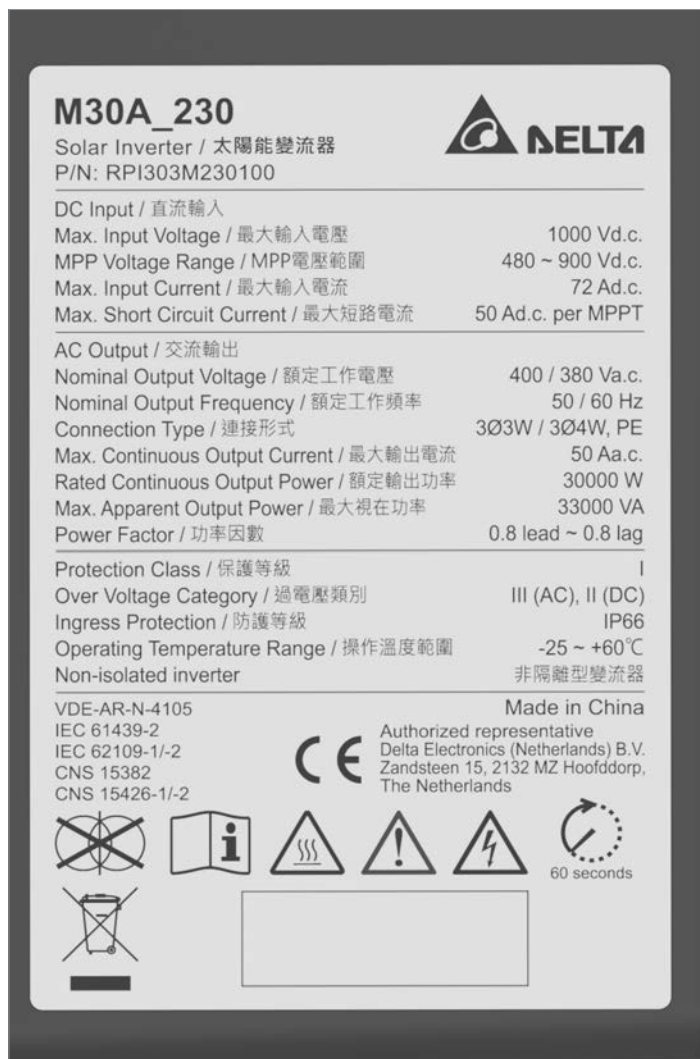 M30A_230
DELTA
Solar Inverter / 太陽能變流器
P/N: RPI303M230100
DC Input / 直流輸入
Max. Input Voltage / 最大輸入電壓 1000 Vd.c.
MPP Voltage Range / MPP電壓範圍 480 ~ 900 Vd.c.
Max. Input Current / 最大輸入電流 72 Ad.c.
Max. Short Circuit Current / 最大短路電流 50 Ad.c. per MPPT
AC Output / 交流輸出
Nominal Output Voltage / 額定工作電壓 400 / 380 Va.c.
Nominal Output Frequency / 額定工作頻率 50 / 60 Hz
Connection Type / 連接形式 3Ø3W / 3Ø4W, PE
Max. Continuous Output Current / 最大輸出電流 50 Aa.c.
Rated Continuous Output Power / 額定輸出功率 30000 W
Max. Apparent Output Power / 最大視在功率 33000 VA
Power Factor / 功率因數 0.8 lead ~ 0.8 lag
Protection Class / 保護等級 I
Over Voltage Category / 過電壓類別 III (AC), II (DC)
Ingress Protection / 防護等級 IP66
Operating Temperature Range / 操作溫度範圍 -25 ~ +60℃
Non-isolated inverter 非隔離型變流器
VDE-AR-N-4105
IEC 61439-2
IEC 62109-1/-2
CNS 15382
CNS 15426-1/-2
CE
Made in China
Authorized representative
Delta Electronics (Netherlands) B.V.
Zandsteen 15, 2132 MZ Hoofddorp,
The Netherlands
60 seconds